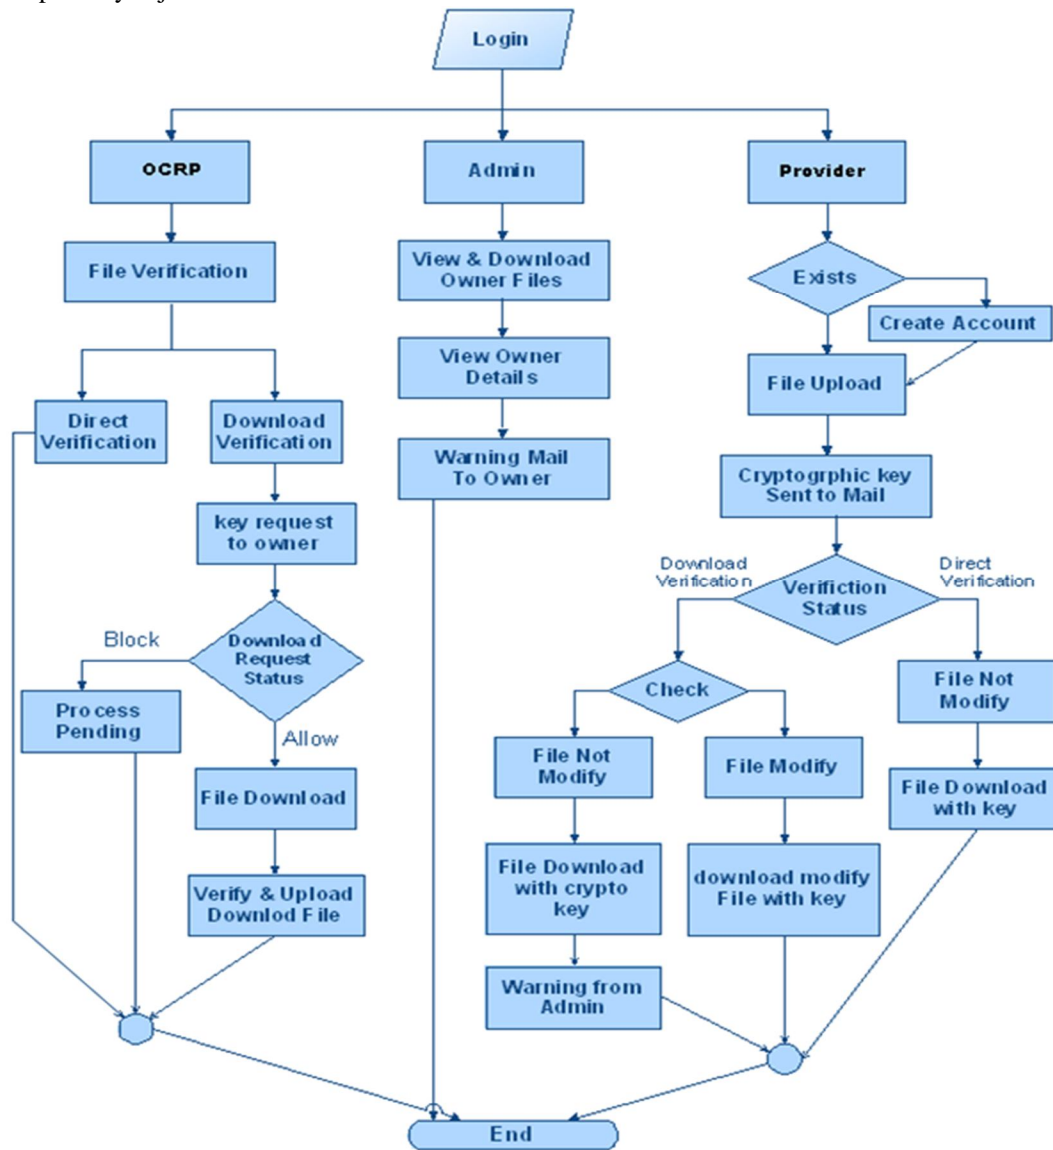 Login
OCRP
Admin
Provider
File Verification
View & Download
Owner Files
Exists
Create Account
View Owner
Details
File Upload
Direct
Verification
Download
Verification
Warning Mail
To Owner
Cryptogrphic key
Sent to Mail
key request
to owner
Download
Verification
Direct
Verification
Verifiction
Status
Block
Download
Request
Status
Check
File Not
Modify
Process
Pending
Allow
File Not
Modify
File Modify
File Download
File Download
with key
File Download
with crypto
key
download modify
File with key
Verify & Upload
Downlod File
Warning from
Admin
End